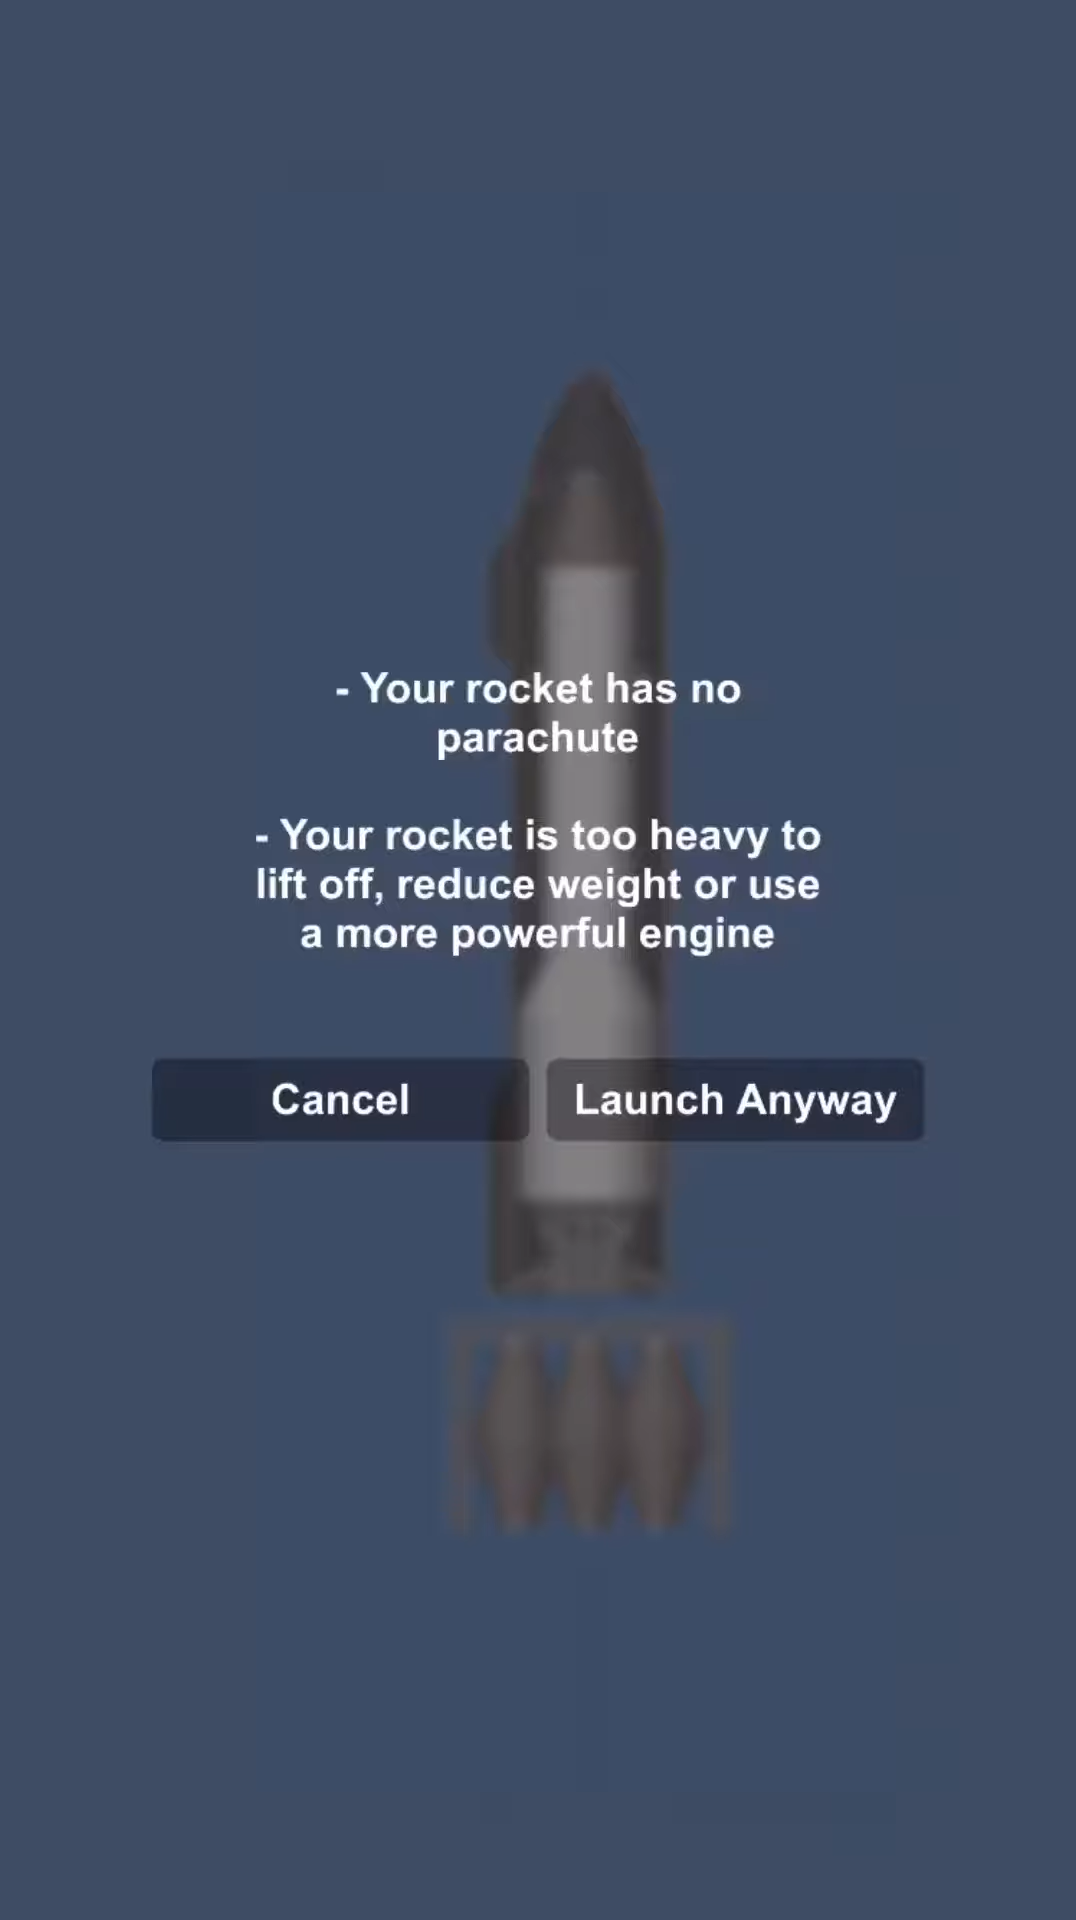 - Your rocket has no
parachute
- Your rocket is too heavy to
lift off, reduce weight or use
a more powerful engine
Cancel
Launch Anyway